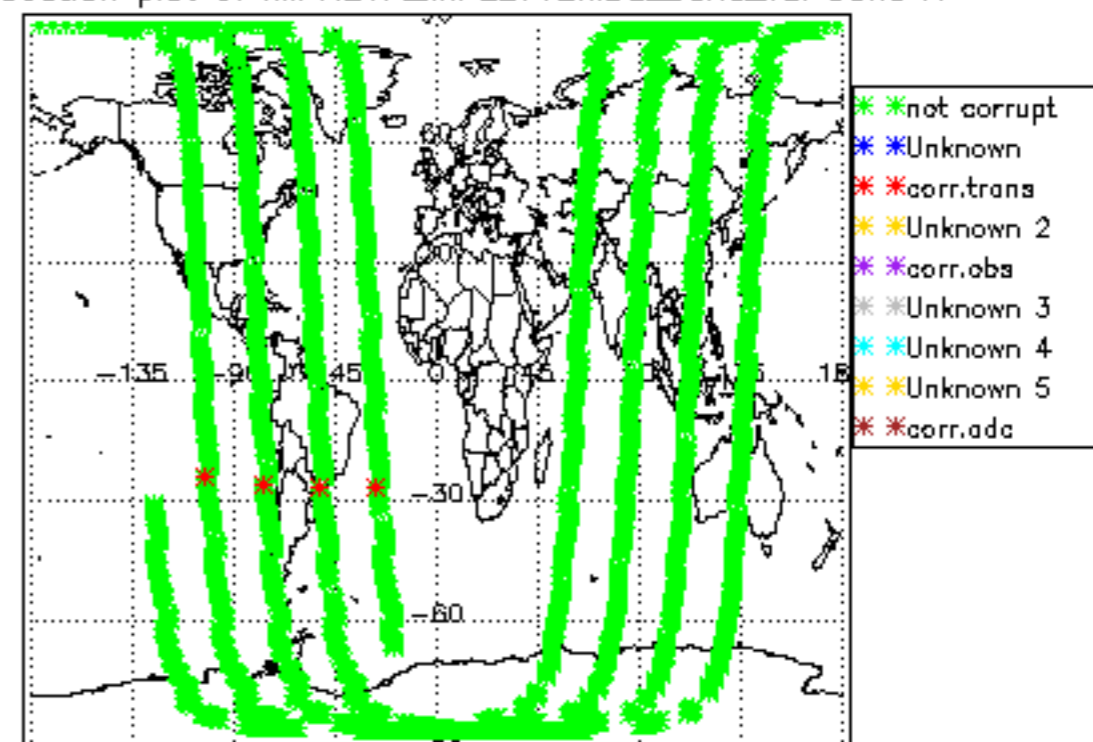 60
-135
-90
45
0
-30
-60
not corrupt
Unknown
corr.trans
Unknown 2
corr.obs
Unknown 3
Unknown 4
Unknown 5
corr.adc